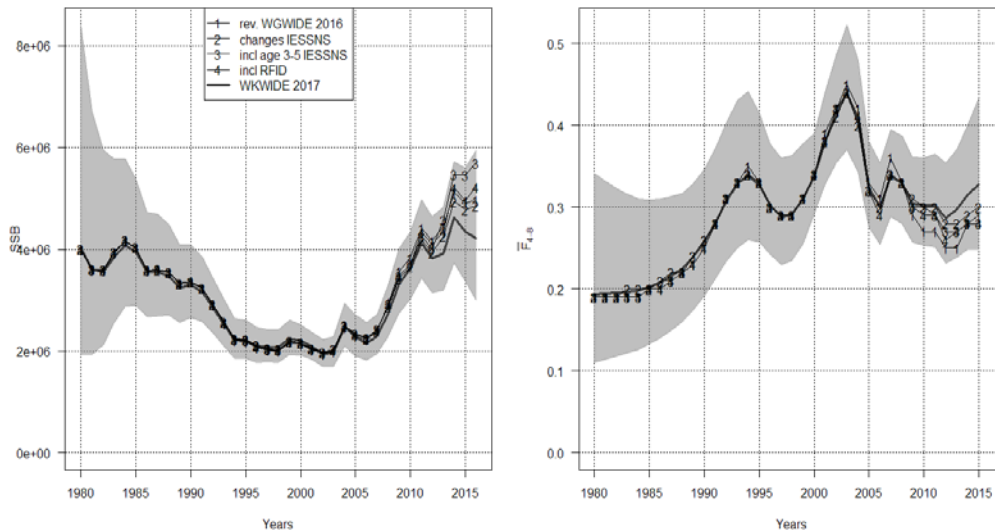 1 rev. WGWIDE 2016
2 changes IESSNS
3 incl age 3-5 IESSNS
4 incl RFID
WKWIDE 2017
8e+06
6e+06
4e+06
2e+06
0e+00
SSB
1980 1985 1990 1995 2000 2005 2010 2015
Years
0.5
0.4
0.3
0.2
0.1
0.0
F̅4-8
1980 1985 1990 1995 2000 2005 2010 2015
Years